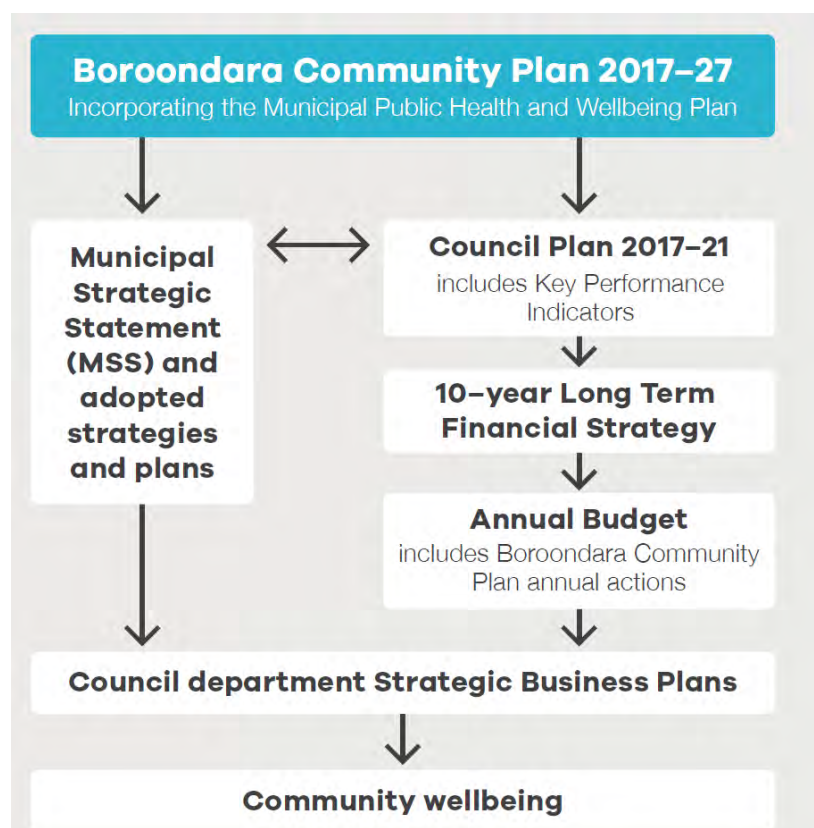 Boroondara Community Plan 2017–27
Incorporating the Municipal Public Health and Wellbeing Plan
Municipal
Strategic
Statement
(MSS) and
adopted
strategies
and plans
Council Plan 2017–21
includes Key Performance
Indicators
10–year Long Term
Financial Strategy
Annual Budget
includes Boroondara Community
Plan annual actions
Council department Strategic Business Plans
Community wellbeing